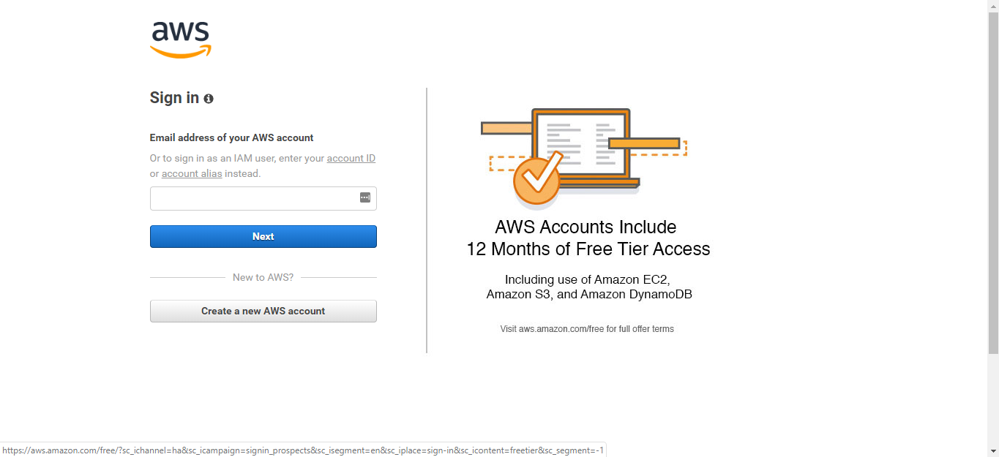 aws
Sign in
Email address of your AWS account
Or to sign in as an IAM user, enter your account ID
or account alias instead.
Next
New to AWS?
Create a new AWS account
AWS Accounts Include
12 Months of Free Tier Access
Including use of Amazon EC2,
Amazon S3, and Amazon DynamoDB
Visit aws.amazon.com/free for full offer terms
https://aws.amazon.com/free/?sc_ichannel=ha&sc_icampaign=signin_prospects&sc_isegment=en&sc_iplace=sign-in&sc_icontent=freetier&sc_segment=-1